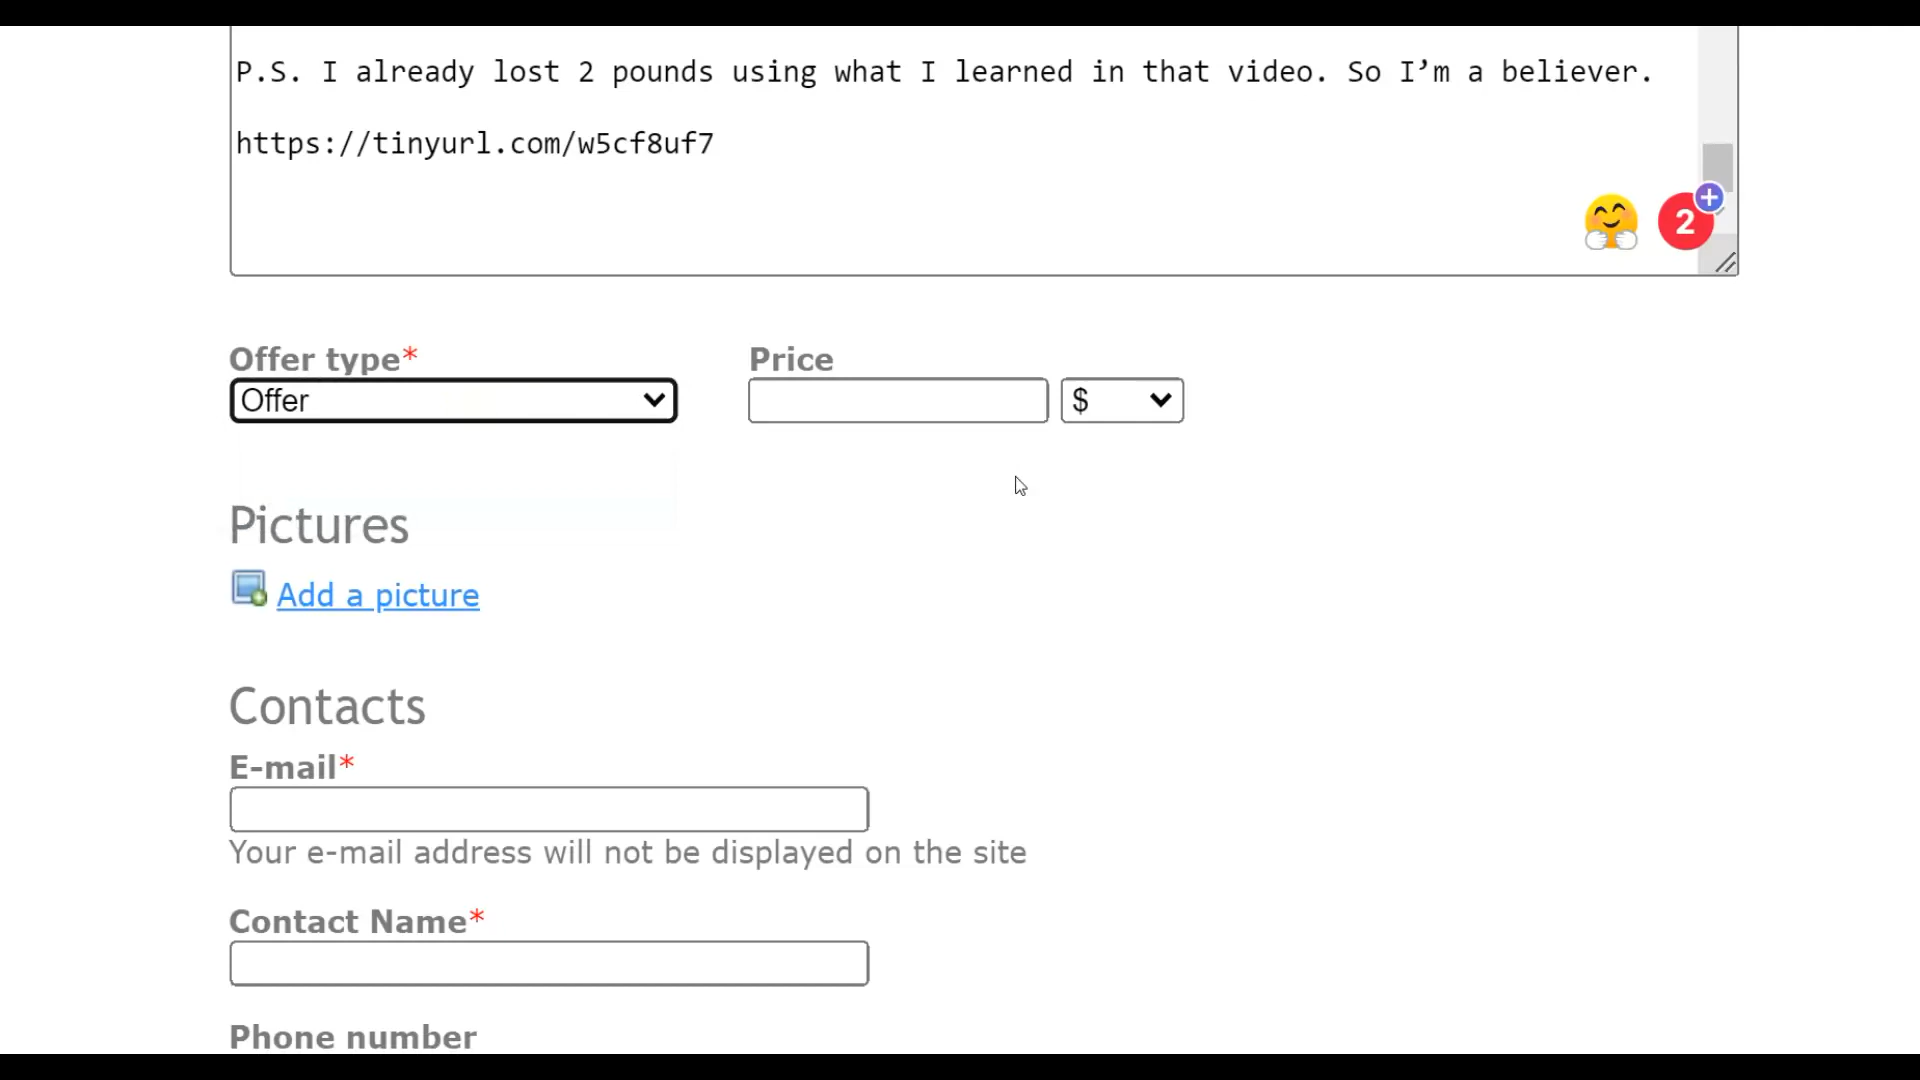 P.S. I already lost 2 pounds using what I learned in that video. So I’m a believer.
https://tinyurl.com/w5cf8uf7
2
Offer type* Price
Offer $
Pictures
Add a picture
Contacts
E-mail*
Your e-mail address will not be displayed on the site
Contact Name*
Phone number